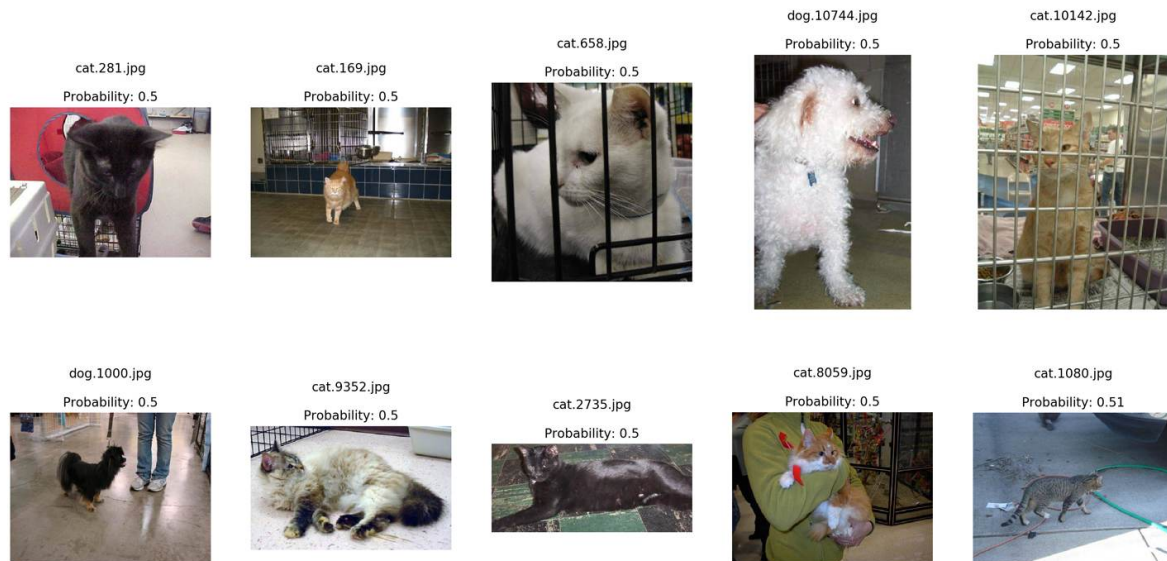 cat.281.jpg
Probability: 0.5
cat.169.jpg
Probability: 0.5
cat.658.jpg
Probability: 0.5
dog.10744.jpg
Probability: 0.5
cat.10142.jpg
Probability: 0.5
dog.1000.jpg
Probability: 0.5
cat.9352.jpg
Probability: 0.5
cat.2735.jpg
Probability: 0.5
cat.8059.jpg
Probability: 0.5
cat.1080.jpg
Probability: 0.51